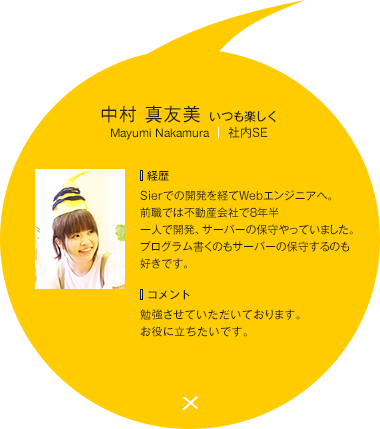 中村 真友美 いつも楽しく
Mayumi Nakamura | 社内SE
経歴
Sierでの開発を経てWebエンジニアへ。
前職では不動産会社で8年半
一人で開発、サーバーの保守やっていました。
プログラム書くのもサーバーの保守するのも
好きです。
コメント
勉強させていただいております。
お役に立ちたいです。